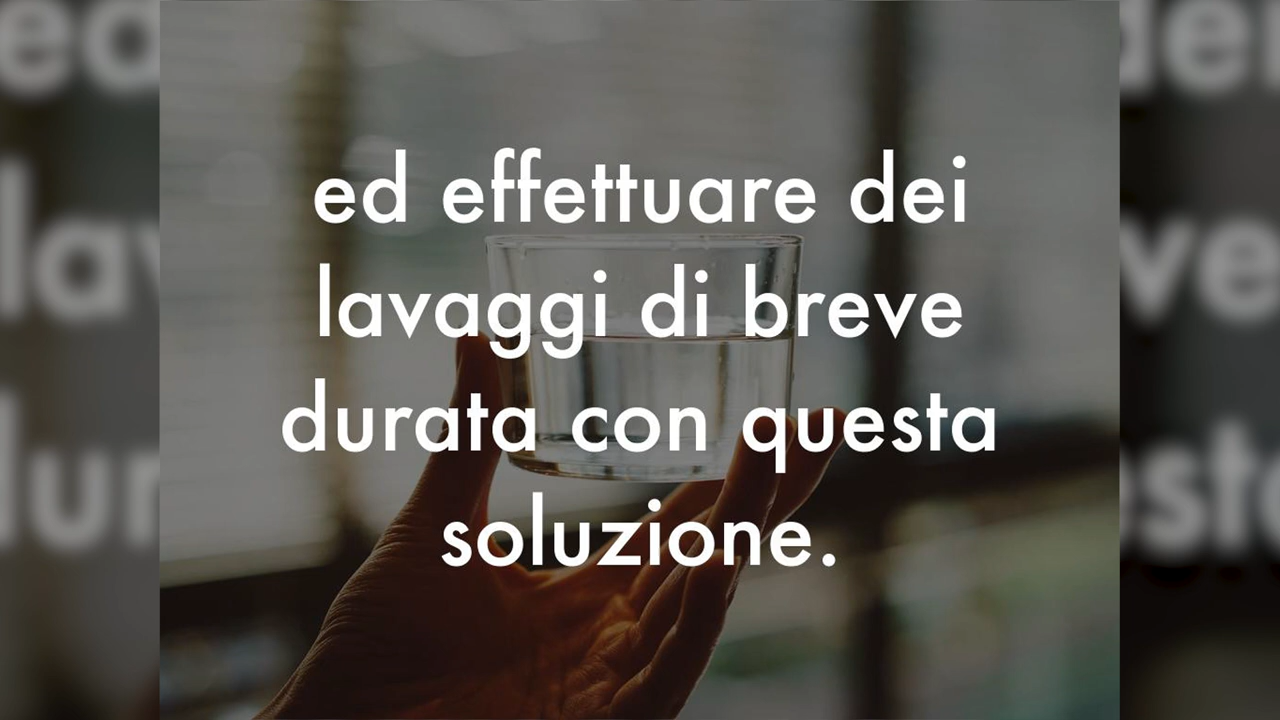 ed effettuare dei
lavaggi di breve
durata con questa
soluzione.